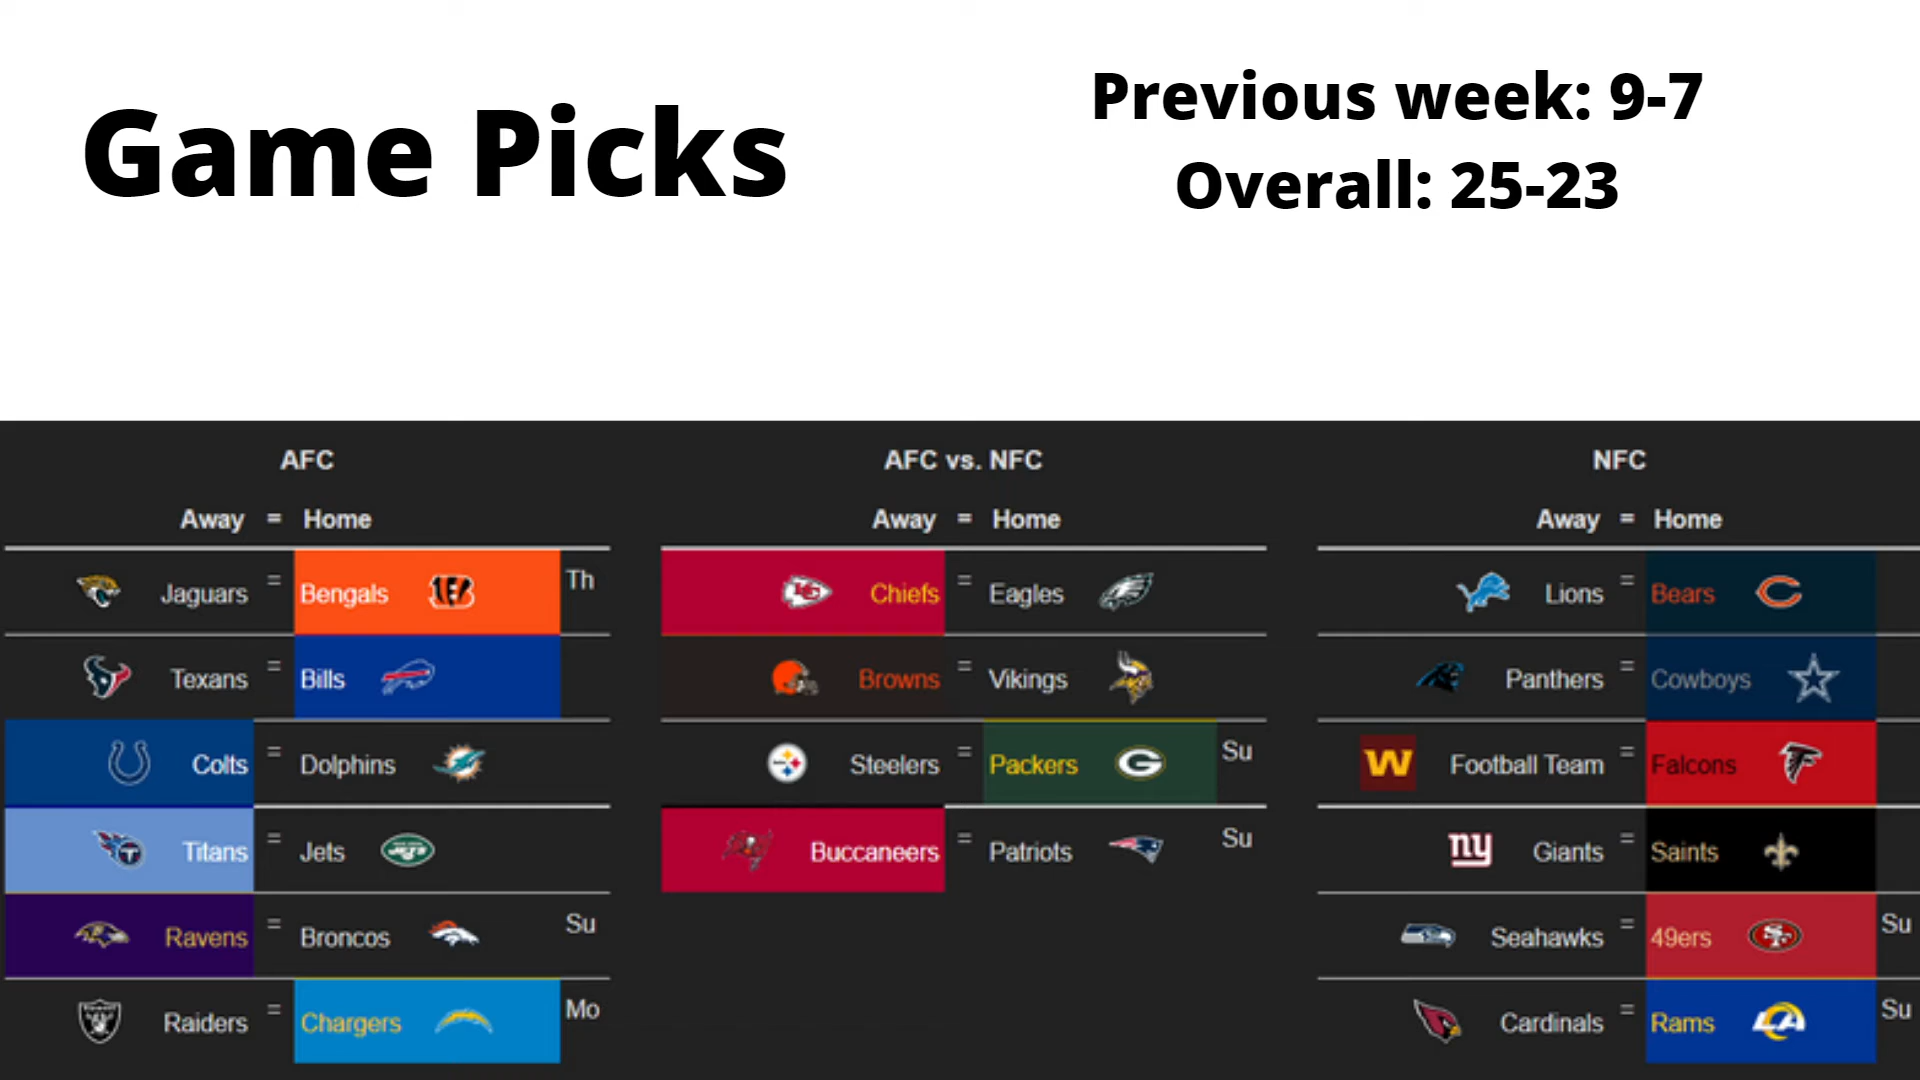 Game Picks
Previous week: 9-7
Overall: 25-23
AFC
Away = Home
Jaguars = Bengals Th
Texans = Bills
Colts = Dolphins
Titans = Jets
Ravens = Broncos Su
Raiders = Chargers Mo
AFC vs. NFC
Away = Home
Chiefs = Eagles
Browns = Vikings
Steelers = Packers Su
Buccaneers = Patriots Su
NFC
Away = Home
Lions = Bears
Panthers = Cowboys
W Football Team = Falcons
ny Giants = Saints
Seahawks = 49ers Su
Cardinals = Rams Su